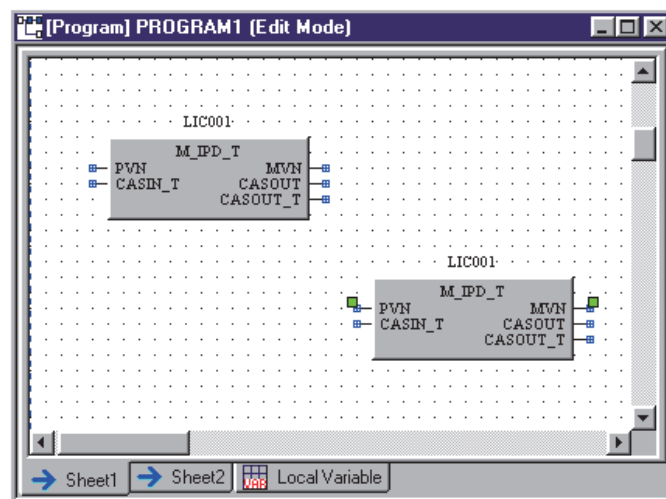 [Program] PROGRAM1 (Edit Mode)
LIC001
M_IPD_T
PVN MVN
CASIN_T CASOUT
CASOUT_T
LIC001
M_IPD_T
PVN MVN
CASIN_T CASOUT
CASOUT_T
Sheet1 Sheet2 VAR Local Variable